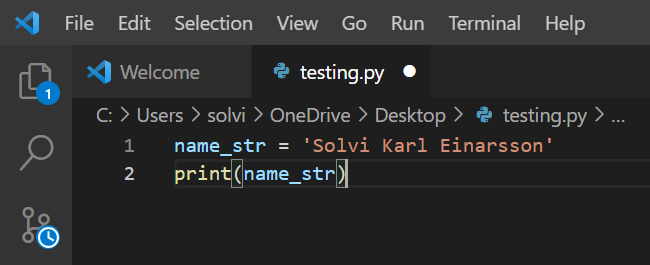 File Edit Selection View Go Run Terminal Help
Welcome testing.py
C: > Users > solvi > OneDrive > Desktop > testing.py > ...
1
1 name_str = 'Solvi Karl Einarsson'
2 print(name_str)